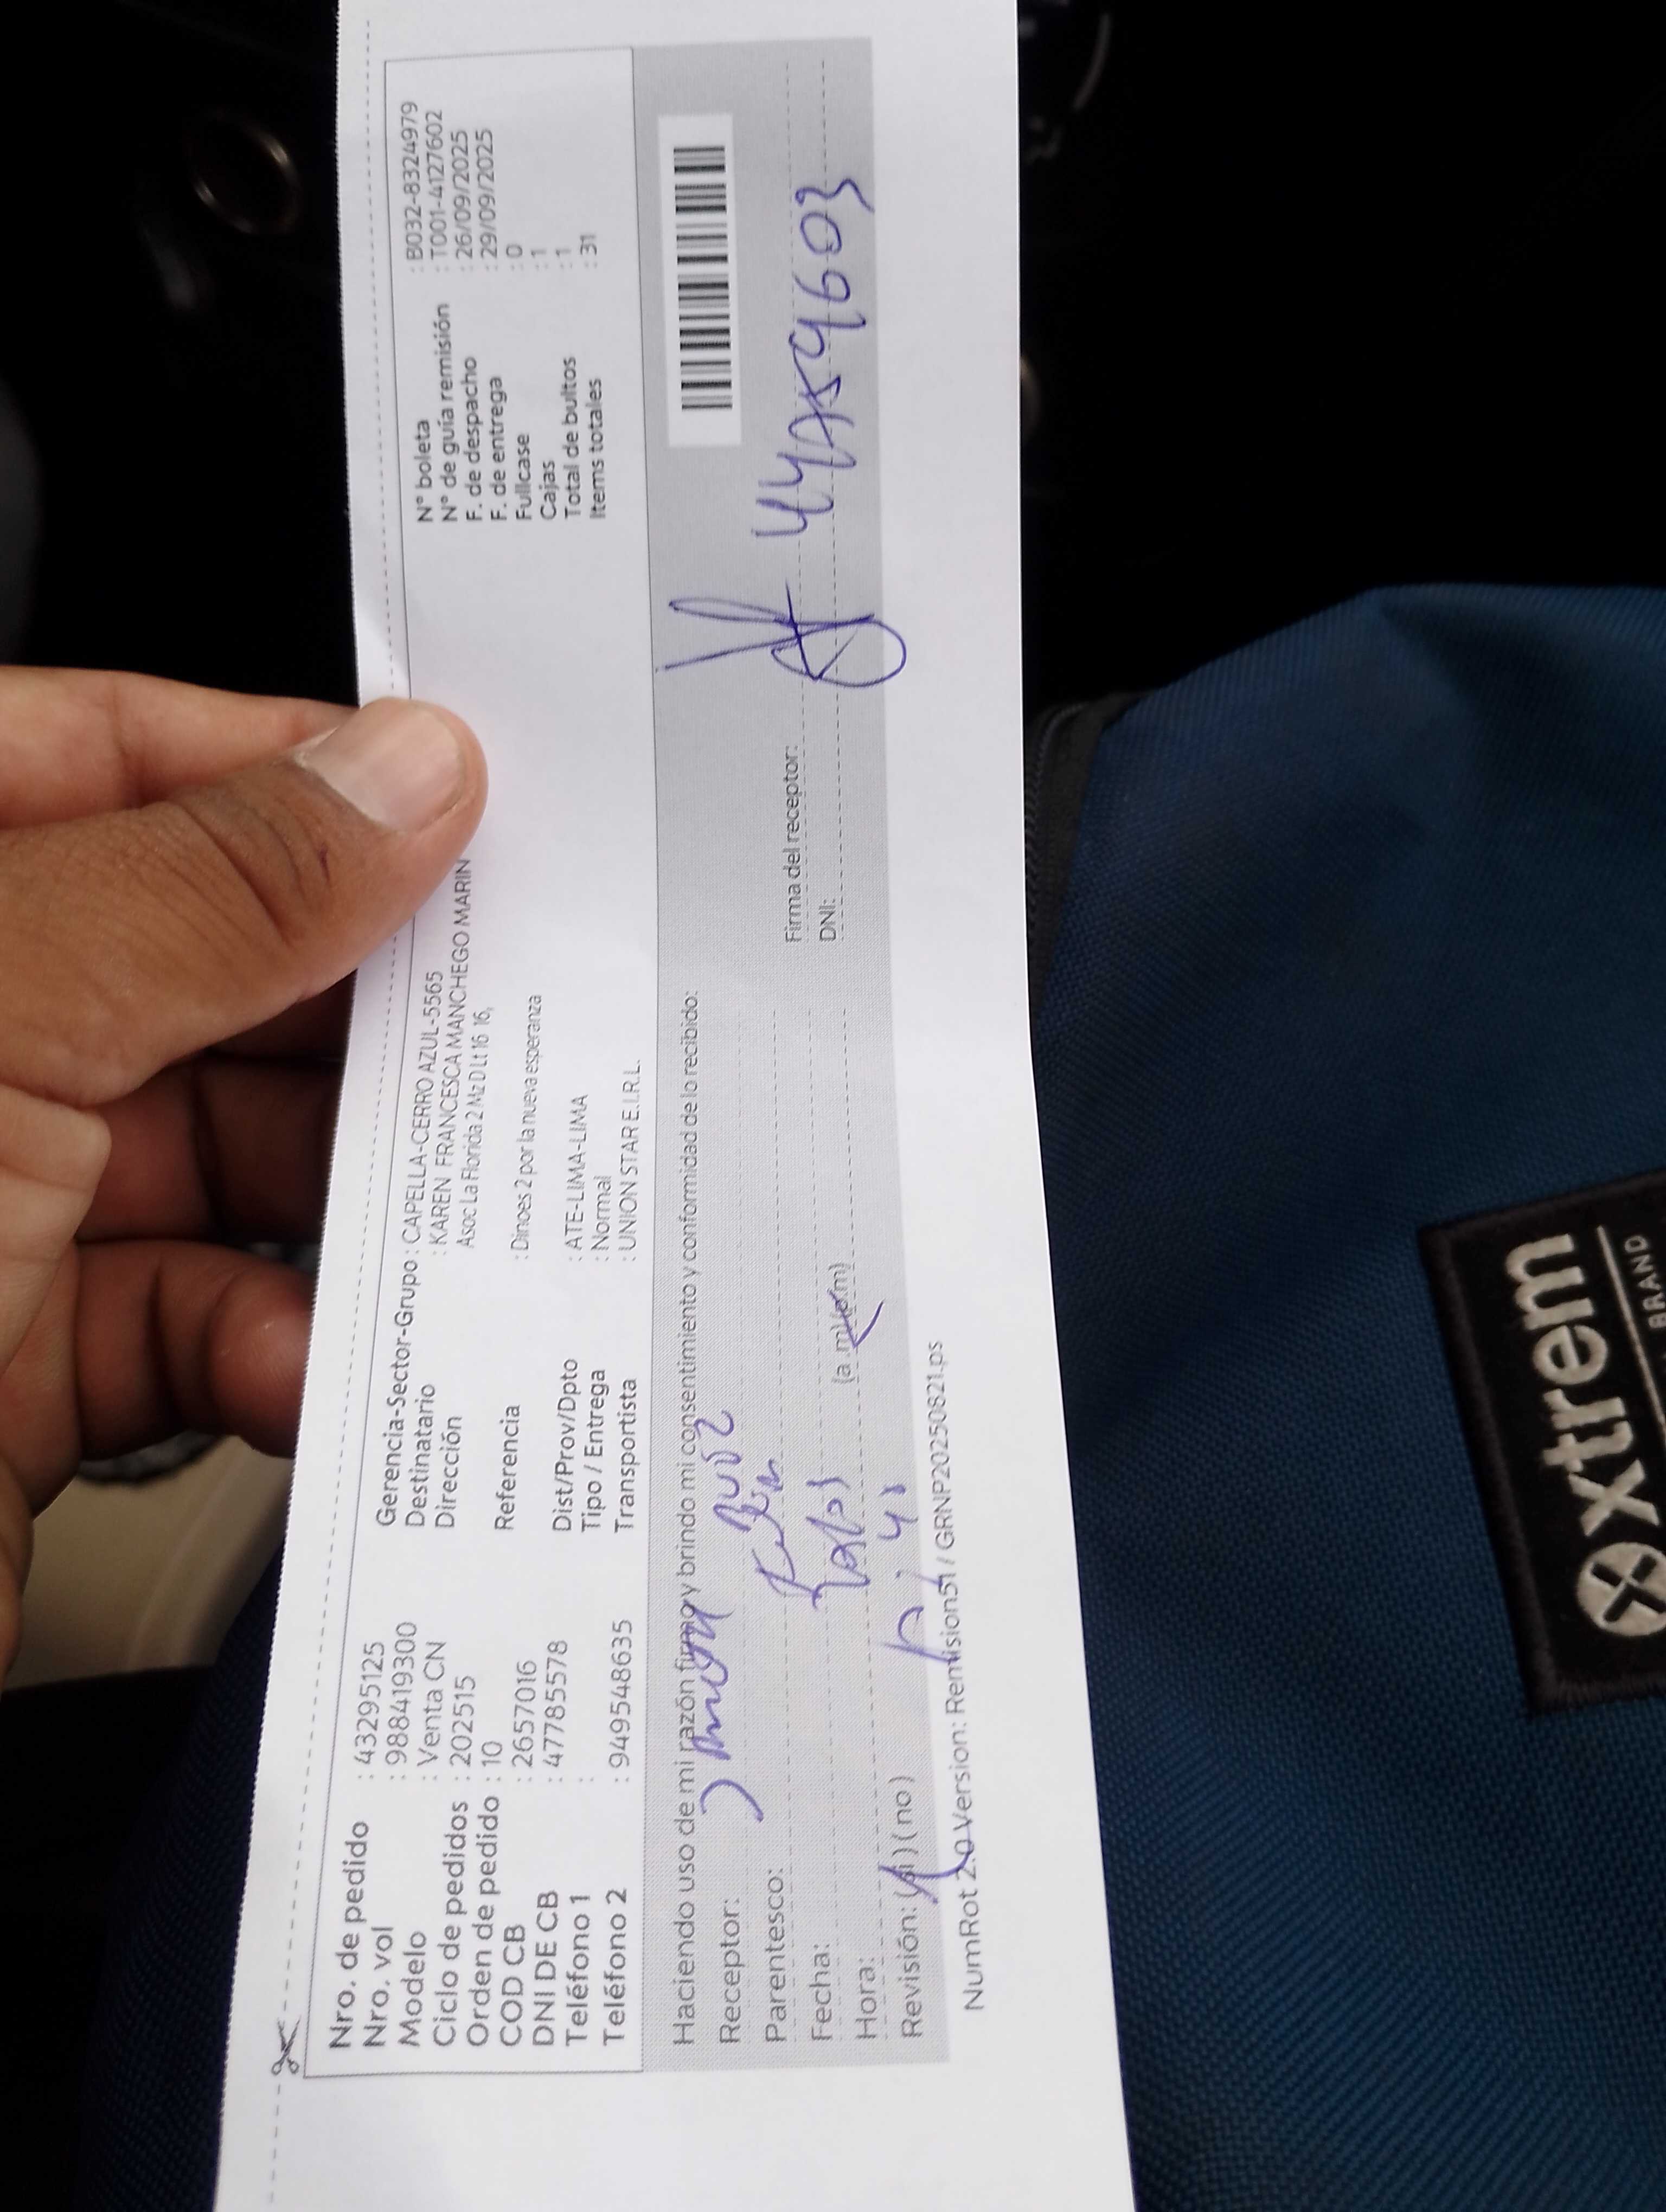 Nro. de pedido : 43295125
Nro. vol : 988419300
Modelo : Venta CN
Ciclo de pedidos : 202515
Orden de pedido : 10
COD CB : 2657016
DNI DE CB : 47785578
Teléfono 1 :
Teléfono 2 : 949548635
Gerencia-Sector-Grupo : CAPELLA-CERRO AZUL-5565
Destinatario : KAREN FRANCESCA MANCHEGO MARIN
Dirección Asoc La Florida 2 Mz D Lt 16 16,
Referencia : Dinoes 2 por la nueva esperanza
Dist/Prov/Dpto : ATE-LIMA-LIMA
Tipo / Entrega : Normal
Transportista : UNION STAR E.I.R.L.
N° boleta : B032-8324979
N° de guía remisión : T001-4127602
F. de despacho : 26/09/2025
F. de entrega : 29/09/2025
Fullcase : 0
Cajas : 1
Total de bultos : 1
Items totales : 31
Haciendo uso de mi razón firmo y brindo mi consentimiento y conformidad de lo recibido:
Receptor:
Parentesco:
Fecha:
Hora: (a.m) (p.m)
Revisión: (si) (no)
Firma del receptor:
DNI: 44759603
NumRot 2.0 Version: Remision51 / GRNP20250821.ps
xtrem
BRAND